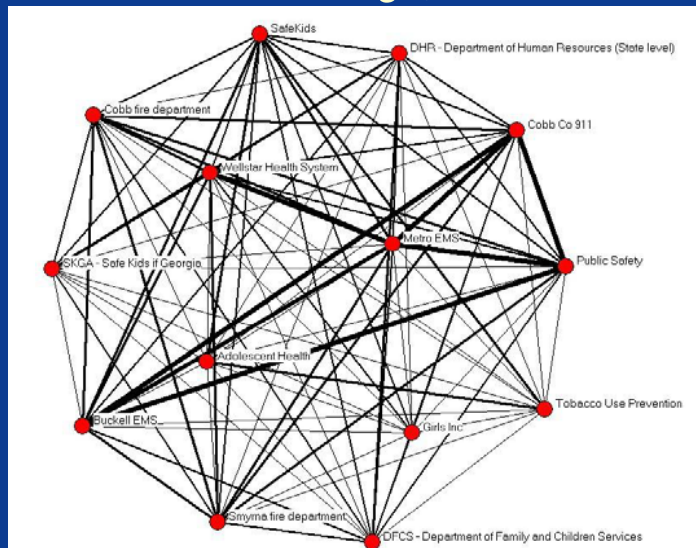 SafeKids
DHR - Department of Human Resources (State level)
Cobb fire department
Cobb Co 911
Wellstar Health System
Metro EMS
SKGA - Safe Kids if Georgia
Public Safety
Adolescent Health
Tobacco Use Prevention
Buckell EMS
Girls Inc
Smyrna fire department
DFCS - Department of Family and Children Services